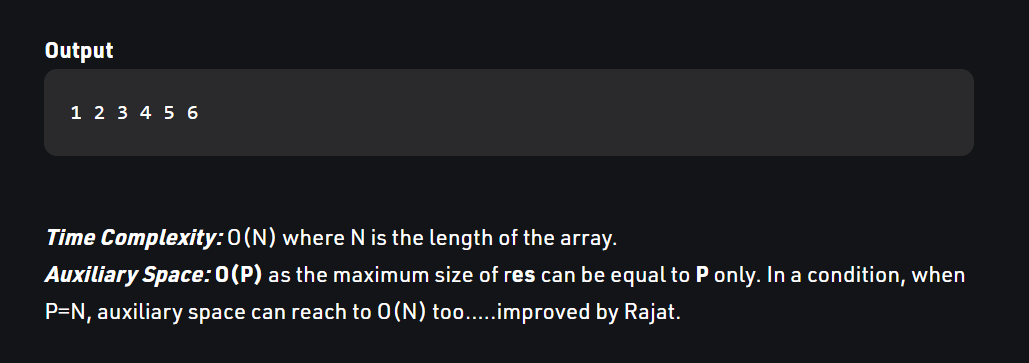 Output
1 2 3 4 5 6
Time Complexity: O(N) where N is the length of the array.
Auxiliary Space: O(P) as the maximum size of res can be equal to P only. In a condition, when
P=N, auxiliary space can reach to O(N) too.....improved by Rajat.